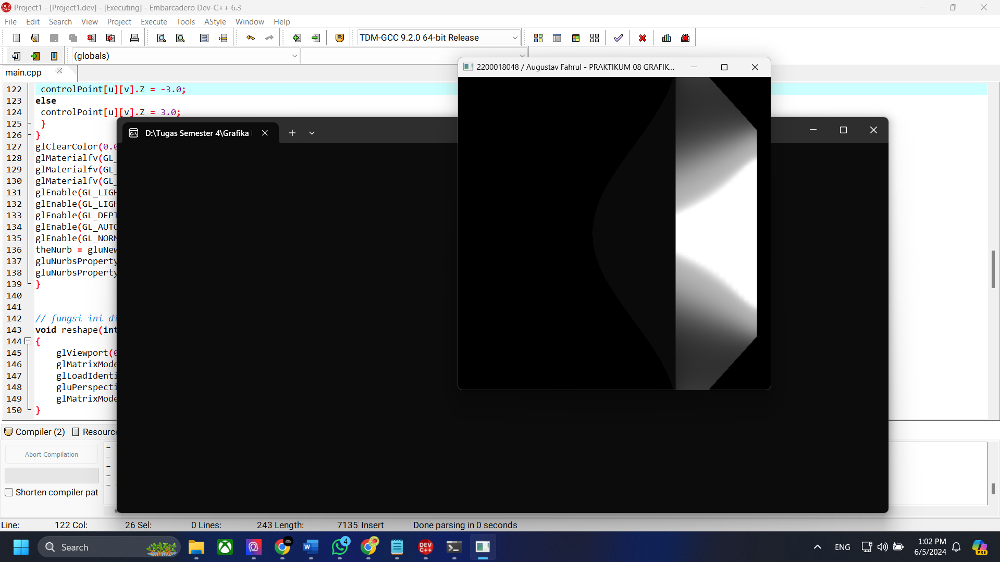 Project1 - [Project1.dev] - [Executing] - Embarcadero Dev-C++ 6.3
File Edit Search View Project Execute Tools AStyle Window Help
TDM-GCC 9.2.0 64-bit Release
(globals)
main.cpp
2200018048 / Augustav Fahrul - PRAKTIKUM 08 GRAFIK...
122 controlPoint[u][v].Z = -3.0;
123 else
124 controlPoint[u][v].Z = 3.0;
125 }
126 }
D:\Tugas Semester 4\Grafika
127 glClearColor(0.0
128 glMaterialfv(GL_
129 glMaterialfv(GL_
130 glMaterialfv(GL_
131 glEnable(GL_LIGH
132 glEnable(GL_LIGH
133 glEnable(GL_DEPT
134 glEnable(GL_AUTO
135 glEnable(GL_NORM
136 theNurb = gluNew
137 gluNurbsProperty
138 gluNurbsProperty
139 }
140
141
142 // fungsi ini di
143 void reshape(int
144 {
145 glViewport(0
146 glMatrixMode
147 glLoadIdenti
148 gluPerspecti
149 glMatrixMode
150 }
Compiler (2) Resource
Abort Compilation
Shorten compiler pat
Line: 122 Col: 26 Sel: 0 Lines: 243 Length: 7135 Insert Done parsing in 0 seconds
Search
4
DEV C++
ENG
1:02 PM
6/5/2024
PRE